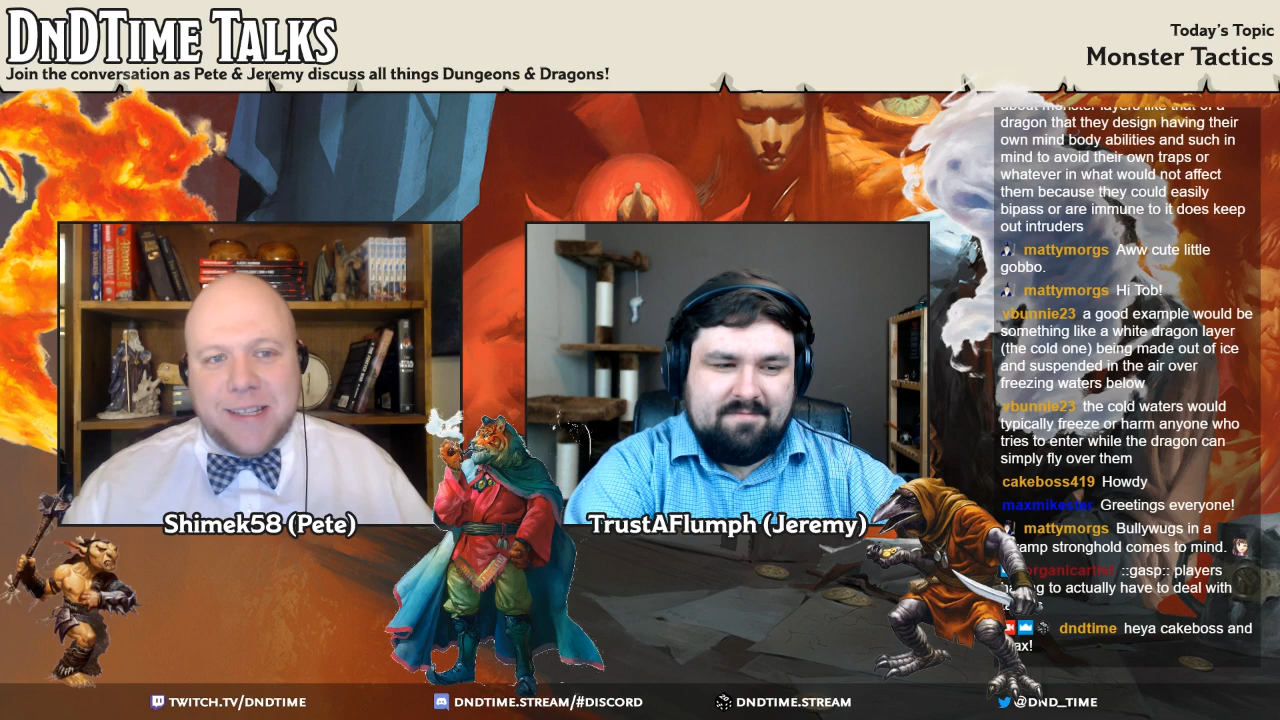 DnDTime Talks
Join the conversation as Pete & Jeremy discuss all things Dungeons & Dragons!
Today's Topic
Monster Tactics
about monster layers like that of a
dragon that they design having their
own mind body abilities and such in
mind to avoid their own traps or
whatever in what would not affect
them because they could easily
bipass or are immune to it does keep
out intruders
mattymorgs Aww cute little
gobbo.
mattymorgs Hi Tob!
vbunnie23 a good example would be
something like a white dragon layer
(the cold one) being made out of ice
and suspended in the air over
freezing waters below
vbunnie23 the cold waters would
typically freeze or harm anyone who
tries to enter while the dragon can
simply fly over them
cakeboss419 Howdy
Greetings everyone!
mattymorgs Bullywugs in a
stronghold comes to mind.
::gasp:: players
to actually have to deal with
dndtime heya cakeboss and
Shimek58 (Pete)
TrustAFlumph (Jeremy)
TWITCH.TV/DNDTIME
DNDTIME.STREAM/#DISCORD
DNDTIME.STREAM
@DND_TIME